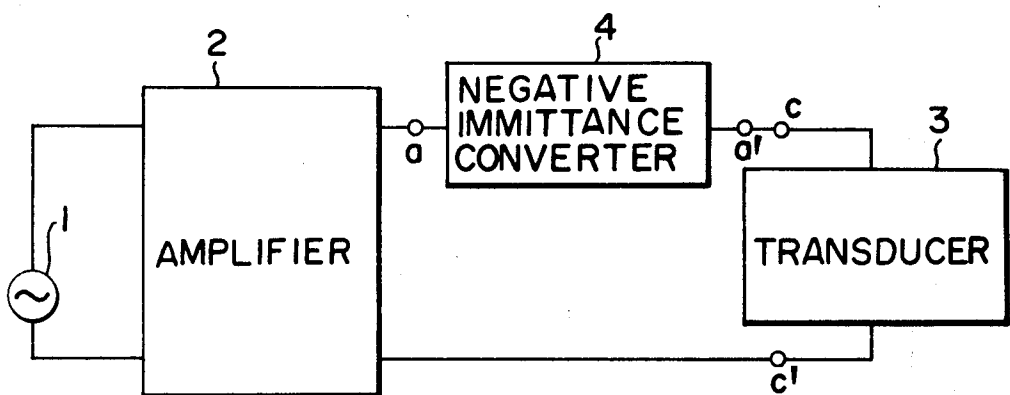 2
4
NEGATIVE
IMMITTANCE
CONVERTER
a
a'
c
3
1
AMPLIFIER
TRANSDUCER
c'